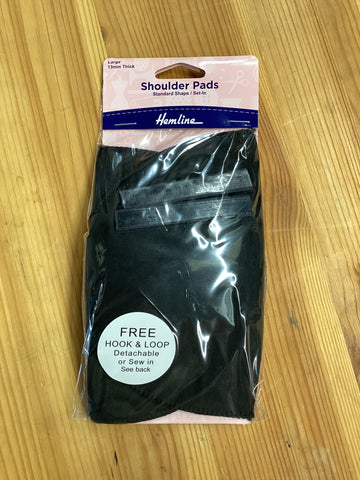 Large
13mm Thick
Shoulder Pads
Standard Shape / Set-In
Hemline
FREE
HOOK & LOOP
Detachable
or Sew in
See back